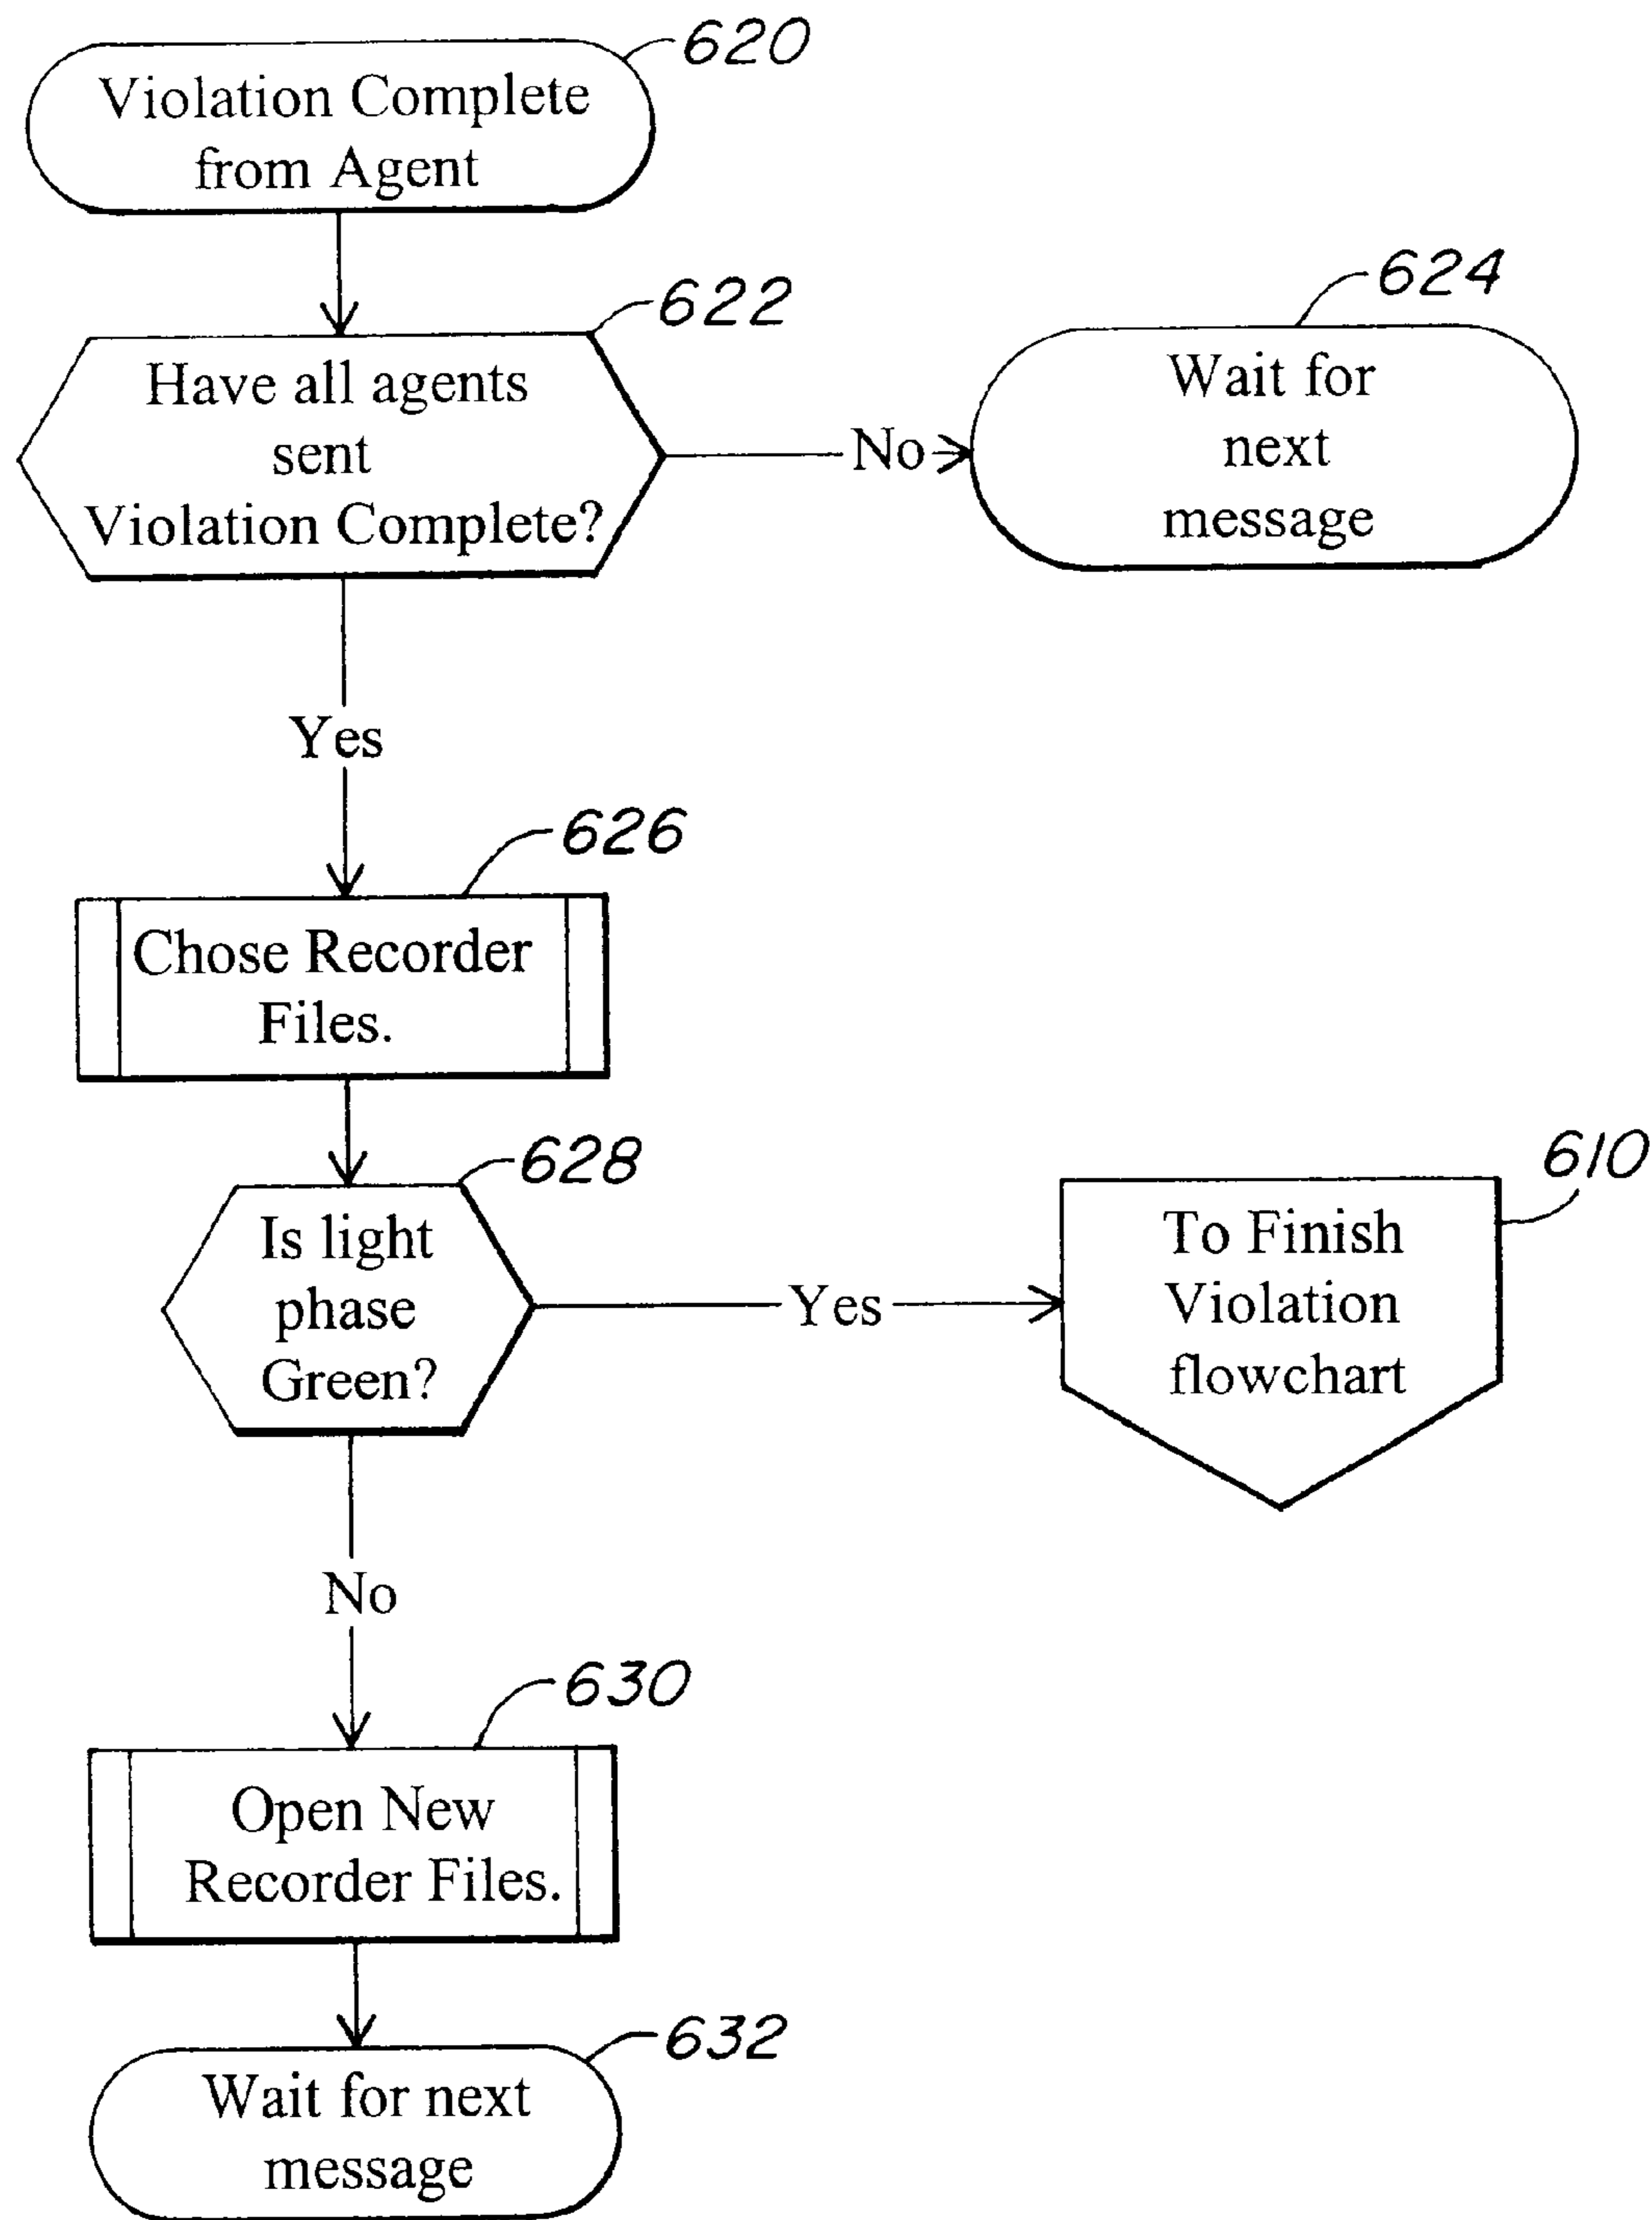 620
Violation Complete
from Agent
622
Have all agents
sent
Violation Complete?
No
624
Wait for
next
message
Yes
626
Chose Recorder
Files.
628
Is light
phase
Green?
Yes
610
To Finish
Violation
flowchart
No
630
Open New
Recorder Files.
632
Wait for next
message